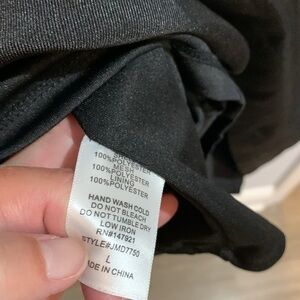 100%POLYESTER
MESH
100%POLYESTER
LINING
100%POLYESTER
HAND WASH COLD
DO NOT BLEACH
DO NOT TUMBLE DRY
LOW IRON
RN#147921
STYLE#JMD7750
L
MADE IN CHINA